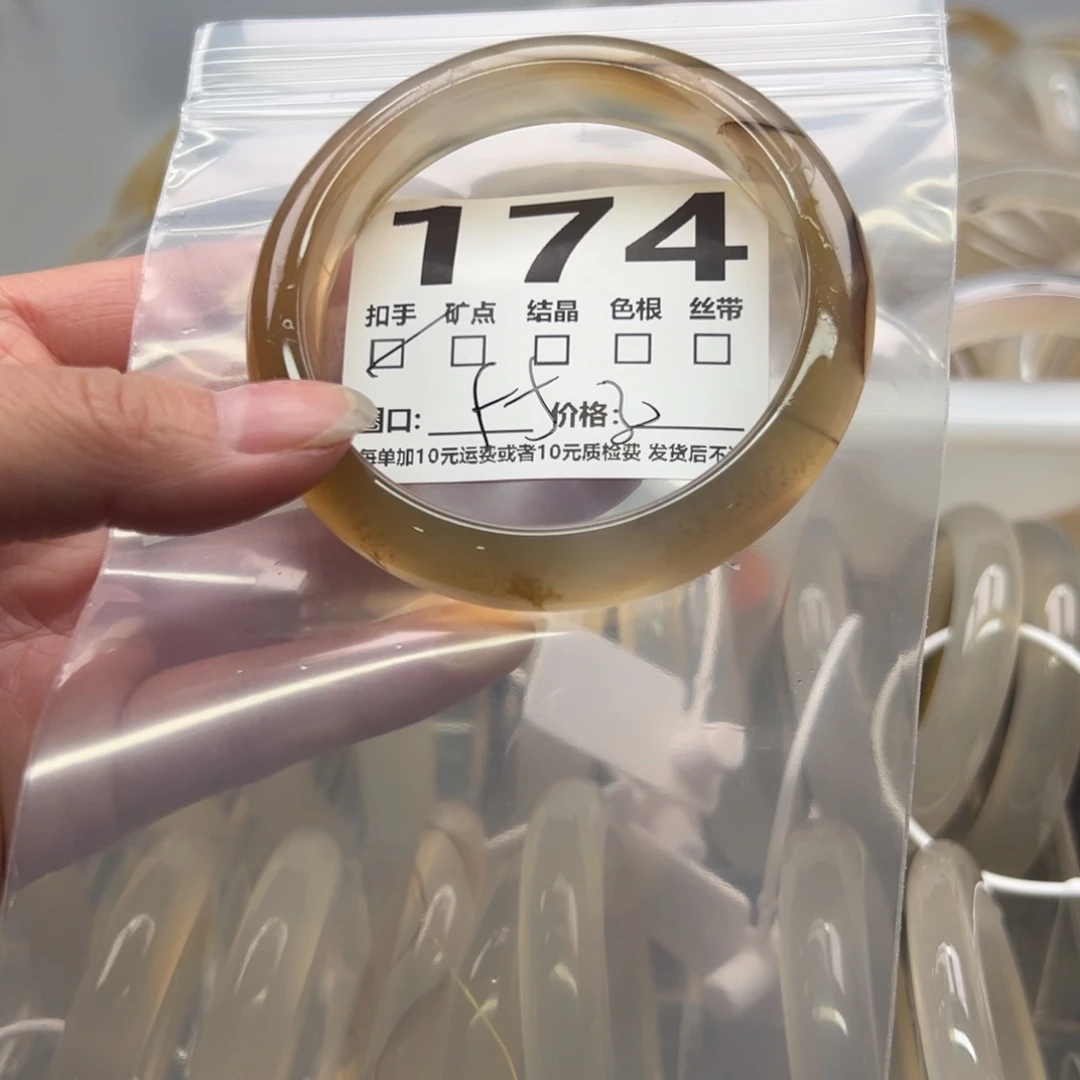 174
扣手 矿点 结晶 色根 丝带
圈口: 价格:
每单加10元运费或者10元质检费 发货后不